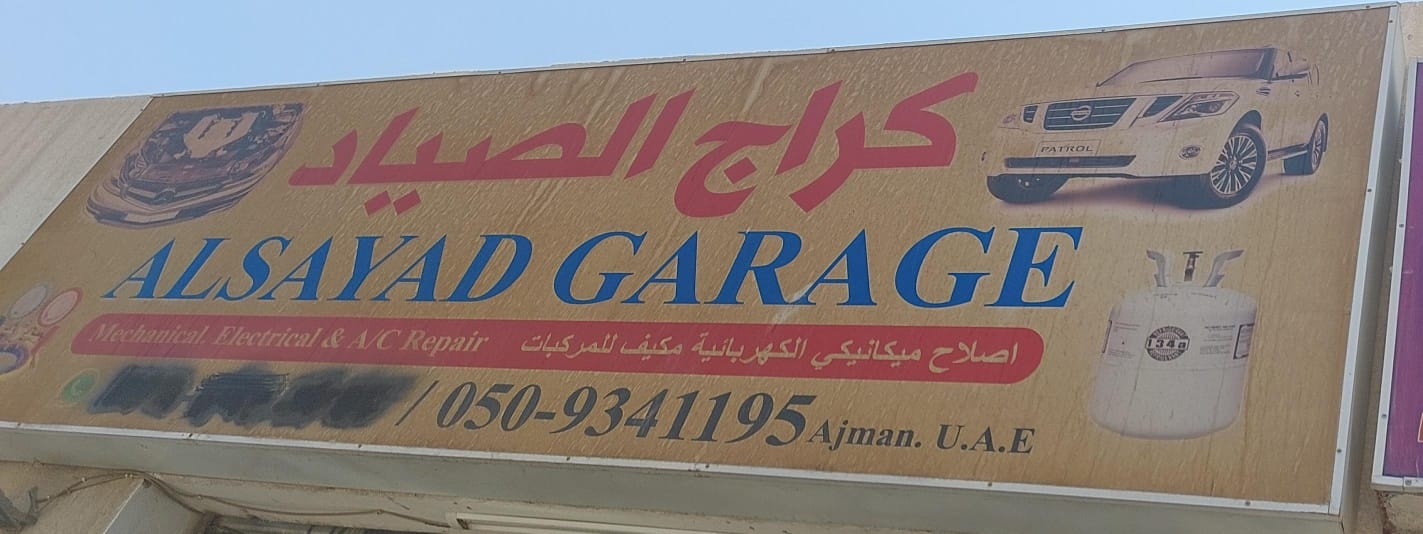 كراج الصياد
ALSAYAD GARAGE
Mechanical. Electrical & A/C Repair اصلاح ميكانيكي الكهربائية مكيف للمركبات
/ 050-9341195 Ajman. U.A.E
PATROL
134a